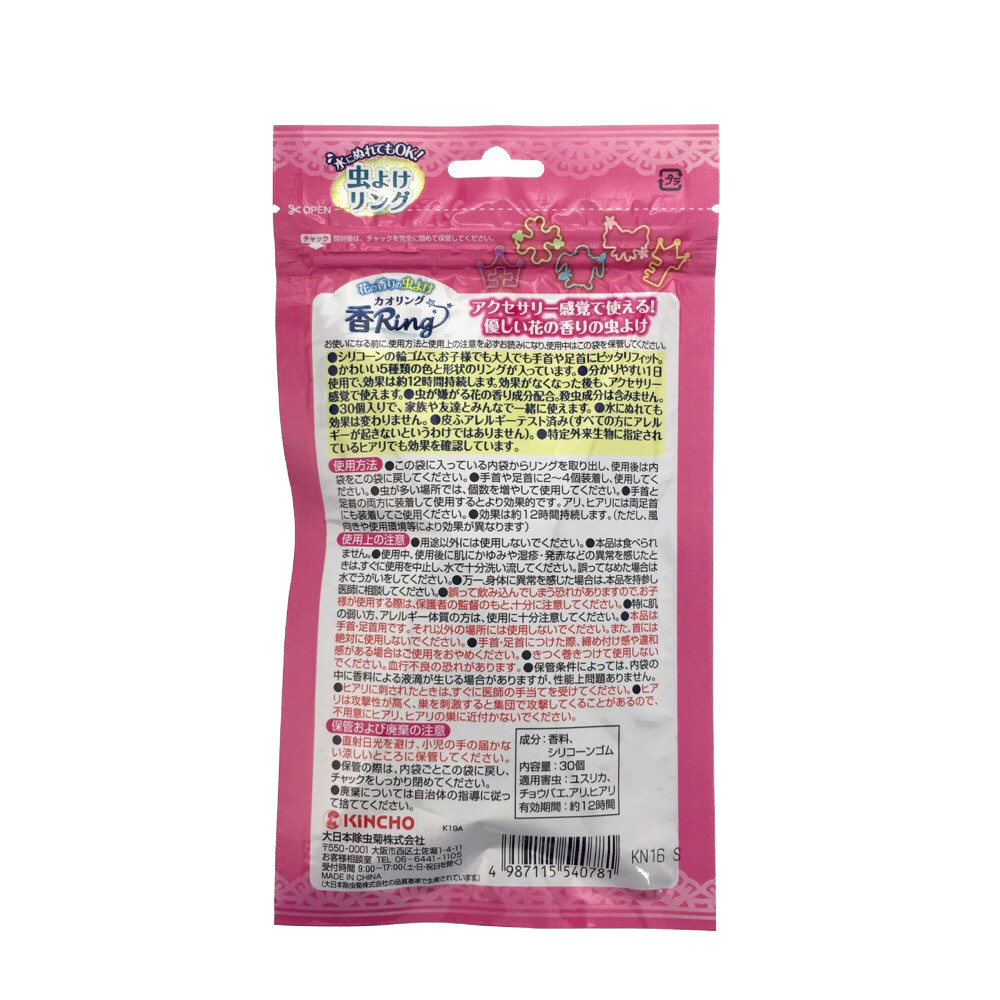 水にぬれてもOK!
虫よけ
リング
プラ
OPEN
チャック 開封後は、チャックを完全に閉めて保管してください。
花の香りの虫よけ
カオリング
香Ring
アクセサリー感覚で使える!
優しい花の香りの虫よけ
お使いになる前に、使用方法と使用上の注意を必ずお読みになり、使用中はこの袋を保管してください。
●シリコーンの輪ゴムで、お子様でも大人でも手首や足首にピッタリフィット。
●かわいい5種類の色と形状のリングが入っています。●分かりやすい1日
使用で、効果は約12時間持続します。効果がなくなった後も、アクセサリー
感覚で使えます。●虫が嫌がる花の香り成分配合。殺虫成分は含みません。
●30個入りで、家族や友達とみんなで一緒に使えます。●水にぬれても
効果は変わりません。●皮ふアレルギーテスト済み(すべての方にアレル
ギーが起きないというわけではありません)。●特定外来生物に指定され
ているヒアリでも効果を確認しています。
使用方法 ●この袋に入っている内袋からリングを取り出し、使用後は内
袋をこの袋に戻してください。●手首や足首に2〜4個装着し、使用してく
ださい。●虫が多い場所では、個数を増やして使用してください。●手首と
足首の両方に装着して使用するとより効果的です。アリ、ヒアリには両足首
にも装着してご使用ください。●効果は約12時間持続します。(ただし、風
向きや使用環境等により効果が異なります)
使用上の注意 ●用途以外には使用しないでください。●本品は食べられ
ません。●使用中、使用後に肌にかゆみや湿疹・発赤などの異常を感じたと
きは、すぐに使用を中止し、水で十分洗い流してください。誤ってなめた場合は
水でうがいをしてください。●万一、身体に異常を感じた場合は、本品を持参し
医師に相談してください。●誤って飲み込んでしまう恐れがありますので、お子
様が使用する際は、保護者の監督のもと、十分に注意してください。●特に肌
の弱い方、アレルギー体質の方は、使用に十分注意してください。●本品は
手首・足首用です。それ以外の場所には使用しないでください。また、首には
絶対に使用しないでください。●手首・足首につけた際、締め付け感や違和
感がある場合はご使用をおやめください。●きつく巻きつけて使用しない
でください。血行不良の恐れがあります。●保管条件によっては、内袋の
中に香料による液滴が生じる場合がありますが、性能上問題ありません。
●ヒアリに刺されたときは、すぐに医師の手当てを受けてください。●ヒア
リは攻撃性が高く、巣を刺激すると集団で攻撃してくることがあるので、
不用意にヒアリ、ヒアリの巣に近付かないでください。
保管および廃棄の注意
●直射日光を避け、小児の手の届かな
い涼しいところに保管してください。
●保管の際は、内袋ごとこの袋に戻し、
チャックをしっかり閉めてください。
●廃棄については自治体の指導に従っ
て捨ててください。
成分:香料、
シリコーンゴム
内容量:30個
適用害虫:ユスリカ、
チョウバエ、アリ、ヒアリ
有効期間:約12時間
KINCHO
K19A
大日本除虫菊株式会社
〒550-0001 大阪市西区土佐堀1-4-11
お客様相談室 TEL 06-6441-1105
受付時間 9:00〜17:00(土・日・祝日を除く)
MADE IN CHINA
(大日本除虫菊株式会社の品質基準で生産されています。)
4 987115 540781
KN16 S